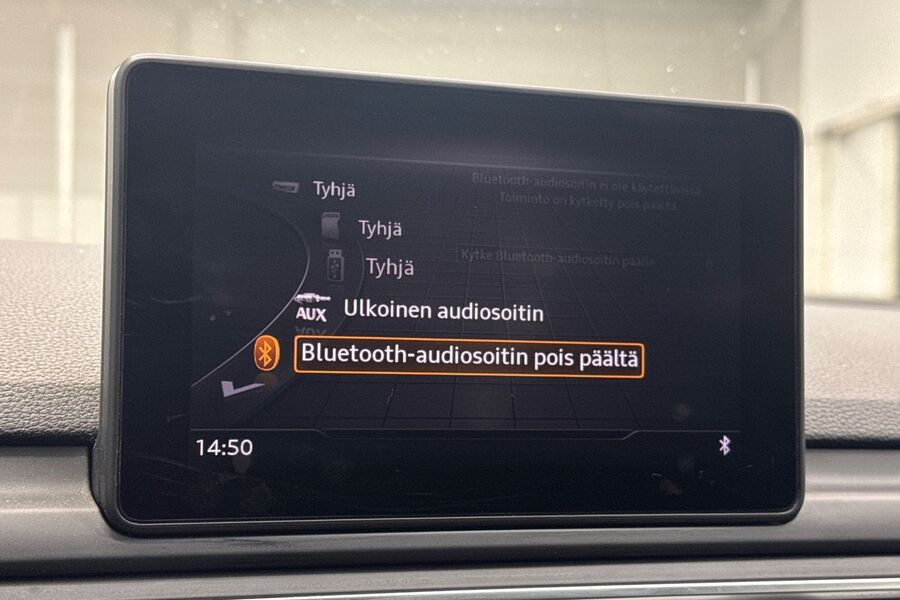 Tyhjä
Bluetooth-audiosoitin ei ole käytettävissä
Toiminto on kytketty pois päältä.
Tyhjä
Tyhjä
Kytke Bluetooth-audiosoitin päälle
AUX Ulkoinen audiosoitin
Bluetooth-audiosoitin pois päältä
14:50